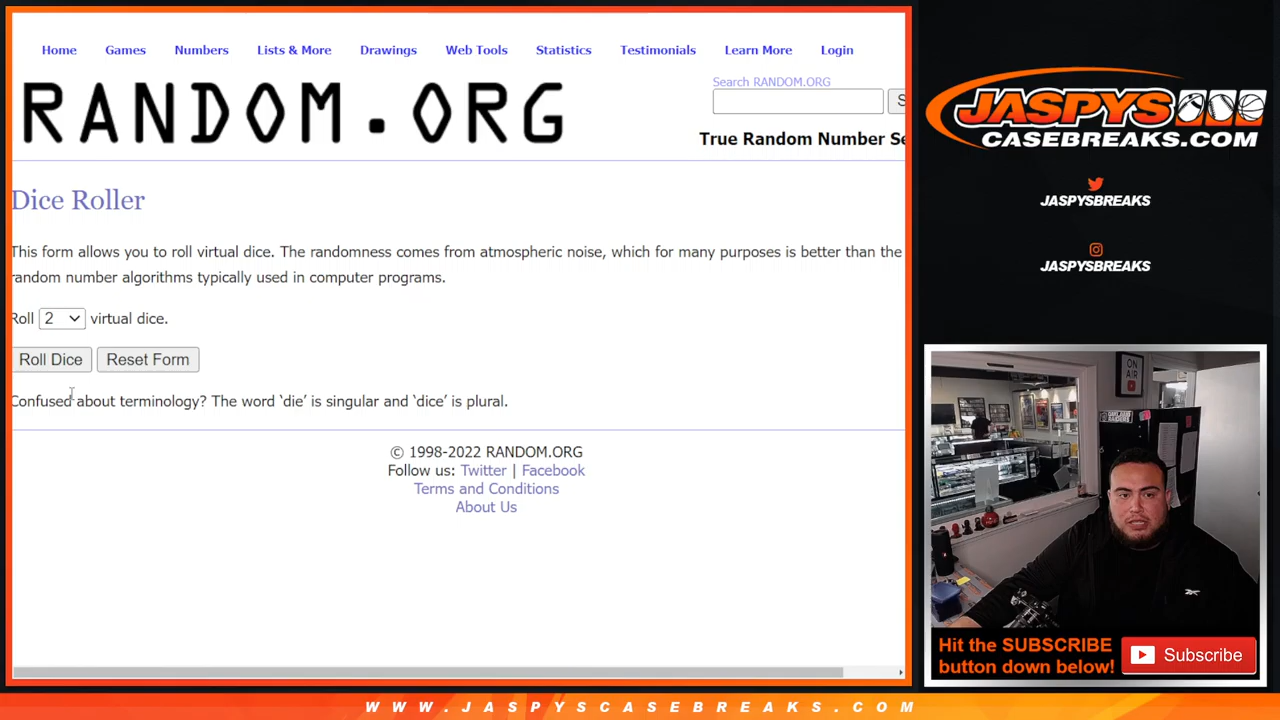 Home Games Numbers Lists & More Drawings Web Tools Statistics Testimonials Learn More Login
RANDOM.ORG
Search RANDOM.ORG
S
True Random Number Se
Dice Roller
This form allows you to roll virtual dice. The randomness comes from atmospheric noise, which for many purposes is better than the
random number algorithms typically used in computer programs.
Roll 2 virtual dice.
Roll Dice Reset Form
Confused about terminology? The word ‘die’ is singular and ‘dice’ is plural.
© 1998-2022 RANDOM.ORG
Follow us: Twitter | Facebook
Terms and Conditions
About Us
JASPYS
CASEBREAKS.COM
JASPYSBREAKS
JASPYSBREAKS
ON AIR
Hit the SUBSCRIBE
button down below!
Subscribe
WWW.JASPYSCASEBREAKS.COM